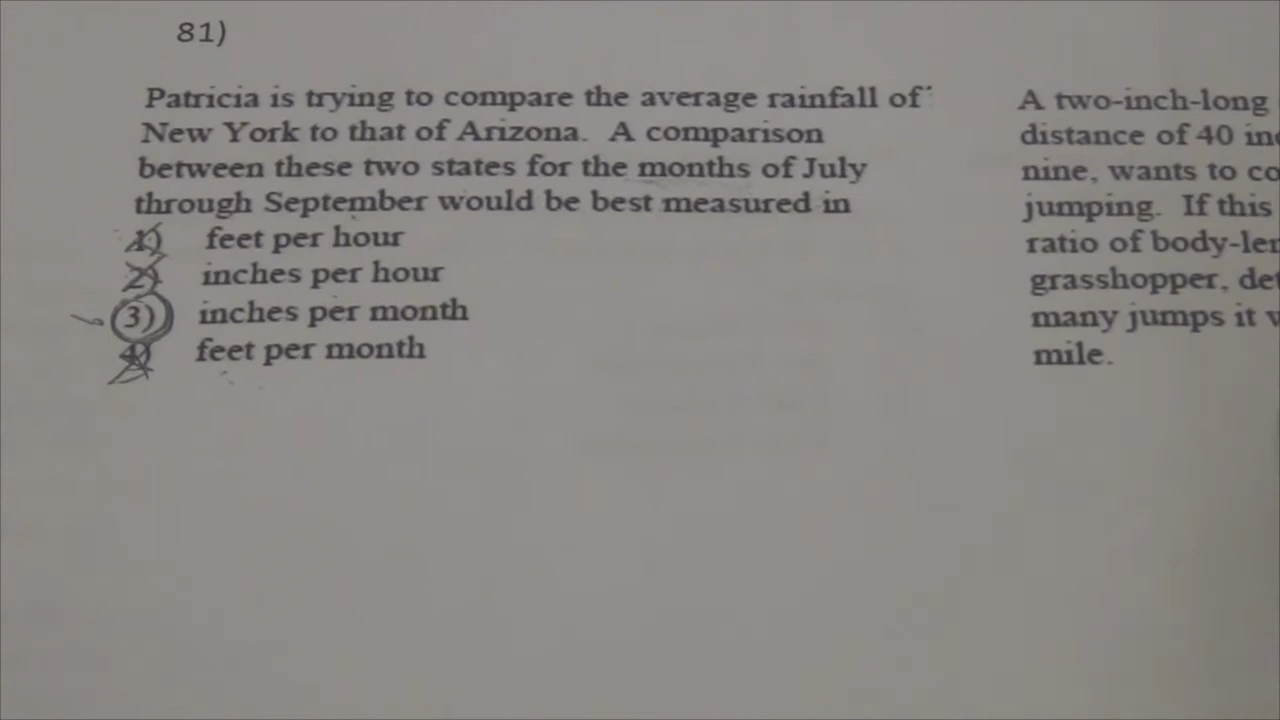 81)
Patricia is trying to compare the average rainfall of
New York to that of Arizona. A comparison
between these two states for the months of July
through September would be best measured in
1) feet per hour
2) inches per hour
3) inches per month
4) feet per month
A two-inch-long
distance of 40
nine, wants to
jumping. If this
ratio of
grasshopper,
many jumps it
mile.